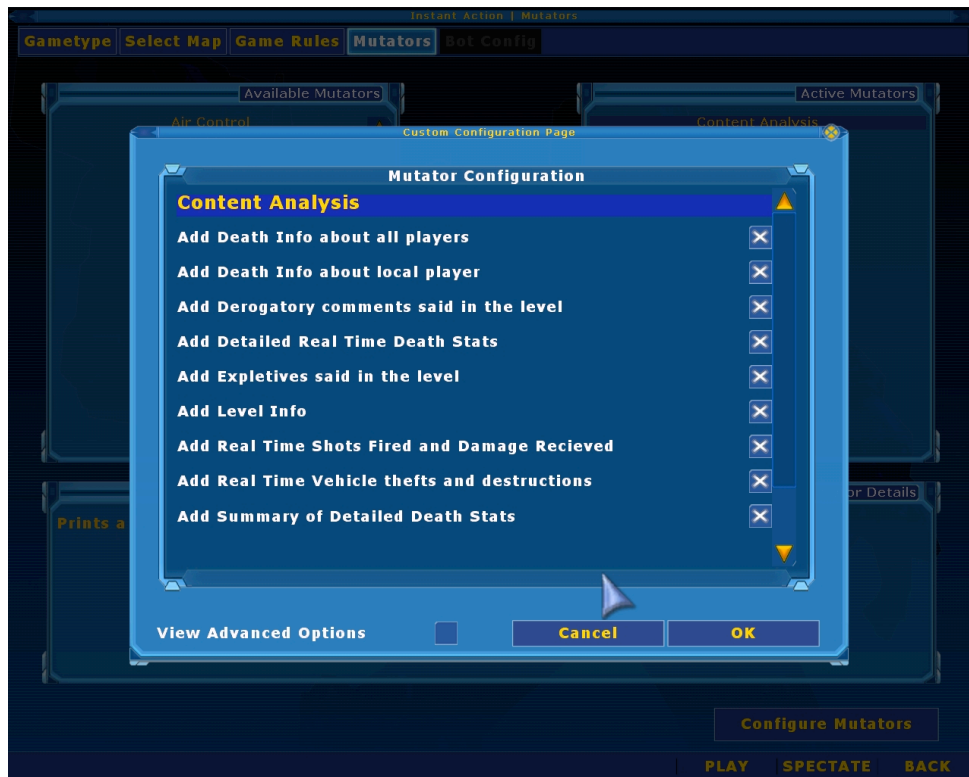 Instant Action | Mutators
Gametype Select Map Game Rules Mutators Bot Config
Available Mutators
Active Mutators
Air Control
Content Analysis
Custom Configuration Page
Mutator Configuration
Content Analysis
Add Death Info about all players
Add Death Info about local player
Add Derogatory comments said in the level
Add Detailed Real Time Death Stats
Add Expletives said in the level
Add Level Info
Add Real Time Shots Fired and Damage Recieved
Add Real Time Vehicle thefts and destructions
Add Summary of Detailed Death Stats
or Details
Prints a
View Advanced Options
Cancel
OK
Configure Mutators
PLAY SPECTATE BACK